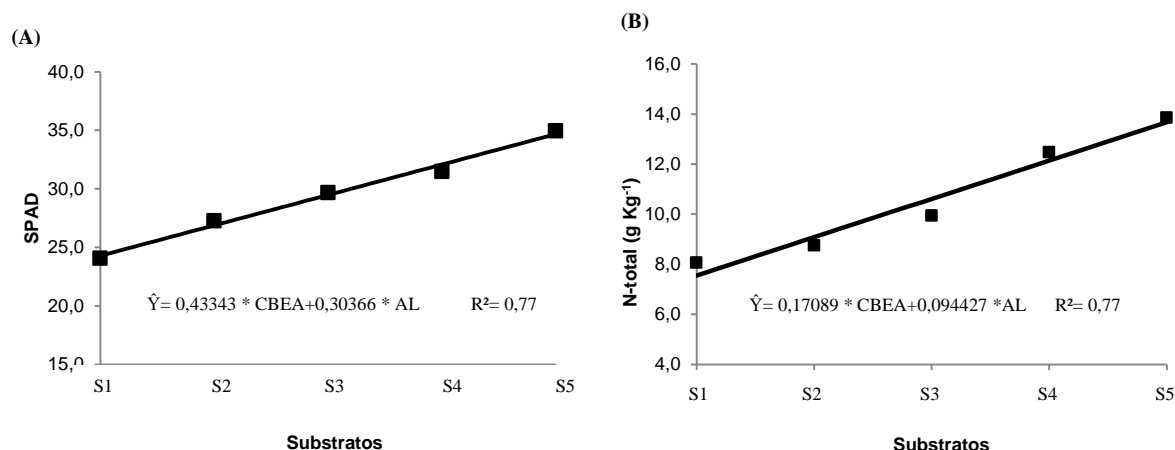 (A)
40,0
35,0
30,0
25,0
20,0
15,0
SPAD
Ŷ= 0,43343 * CBEA+0,30366 * AL R²= 0,77
S1 S2 S3 S4 S5
Substratos
(B)
16,0
14,0
12,0
10,0
8,0
6,0
4,0
N-total (g Kg⁻¹)
Ŷ= 0,17089 * CBEA+0,094427 *AL R²= 0,77
S1 S2 S3 S4 S5
Substratos